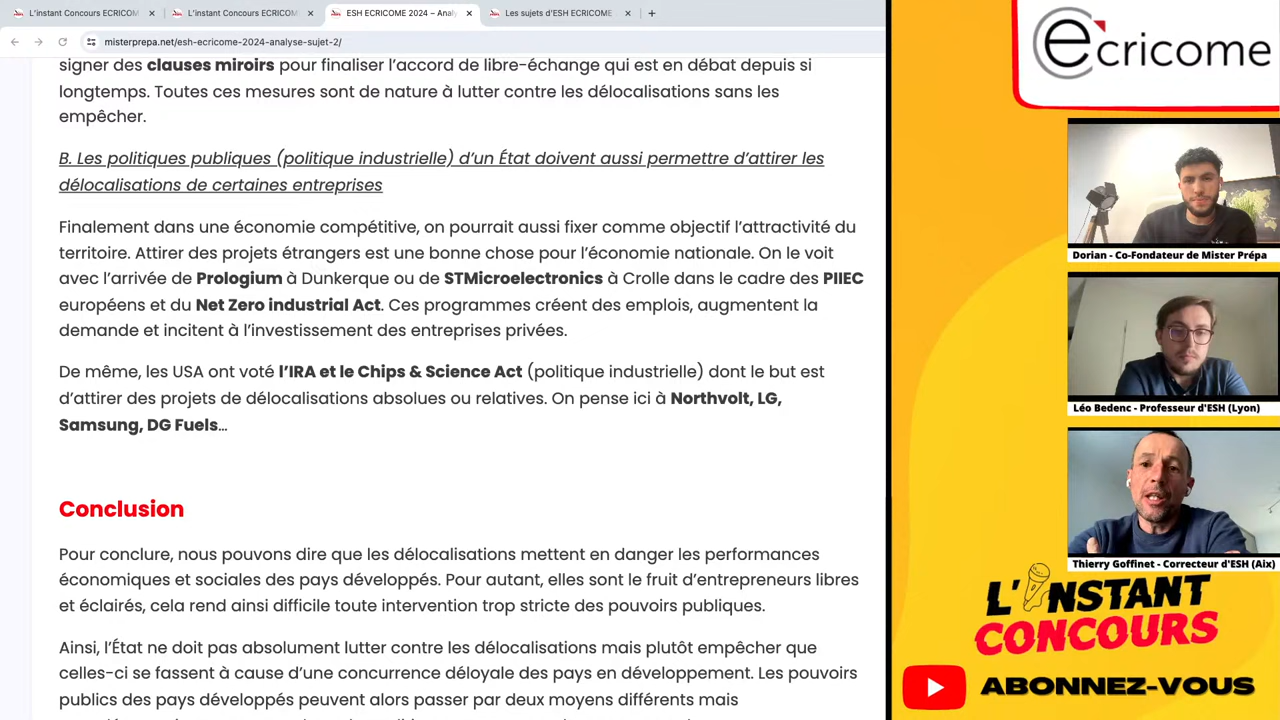 L'instant Concours ECRICOM
L'instant Concours ECRICOM
ESH ECRICOME 2024 – Analy
Les sujets d'ESH ECRICOME
misterprepa.net/esh-ecricome-2024-analyse-sujet-2/
signer des clauses miroirs pour finaliser l'accord de libre-échange qui est en débat depuis si
longtemps. Toutes ces mesures sont de nature à lutter contre les délocalisations sans les
empêcher.
B. Les politiques publiques (politique industrielle) d'un État doivent aussi permettre d'attirer les
délocalisations de certaines entreprises
Finalement dans une économie compétitive, on pourrait aussi fixer comme objectif l'attractivité du
territoire. Attirer des projets étrangers est une bonne chose pour l'économie nationale. On le voit
avec l'arrivée de Prologium à Dunkerque ou de STMicroelectronics à Crolle dans le cadre des PIIEC
européens et du Net Zero industrial Act. Ces programmes créent des emplois, augmentent la
demande et incitent à l'investissement des entreprises privées.
De même, les USA ont voté l'IRA et le Chips & Science Act (politique industrielle) dont le but est
d'attirer des projets de délocalisations absolues ou relatives. On pense ici à Northvolt, LG,
Samsung, DG Fuels…
Conclusion
Pour conclure, nous pouvons dire que les délocalisations mettent en danger les performances
économiques et sociales des pays développés. Pour autant, elles sont le fruit d'entrepreneurs libres
et éclairés, cela rend ainsi difficile toute intervention trop stricte des pouvoirs publiques.
Ainsi, l'État ne doit pas absolument lutter contre les délocalisations mais plutôt empêcher que
celles-ci se fassent à cause d'une concurrence déloyale des pays en développement. Les pouvoirs
publics des pays développés peuvent alors passer par deux moyens différents mais
ecricome
Dorian - Co-Fondateur de Mister Prépa
Léo Bedenc - Professeur d'ESH (Lyon)
Thierry Goffinet - Correcteur d'ESH (Aix)
L'INSTANT
CONCOURS
ABONNEZ-VOUS